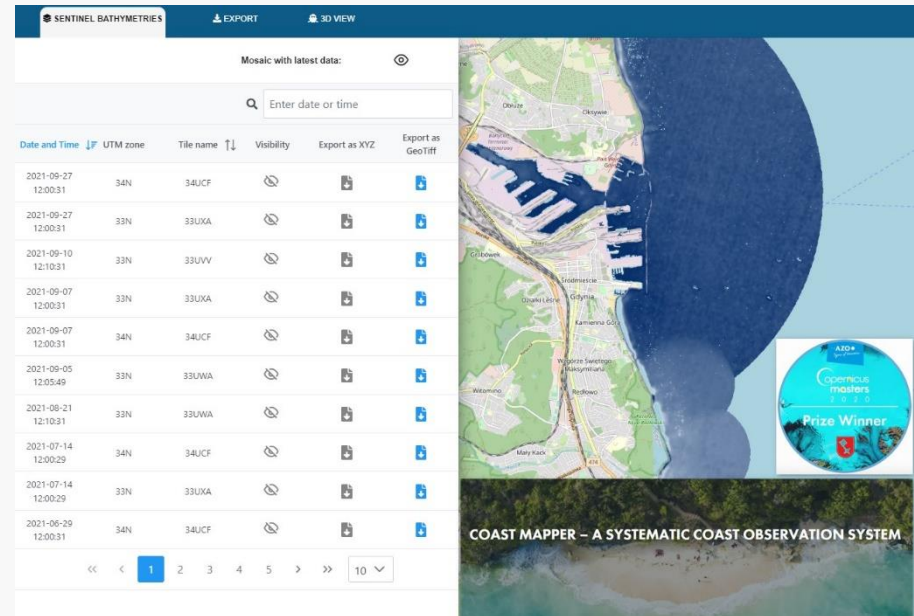 SENTINEL BATHYMETRIES
EXPORT
3D VIEW
Mosaic with latest data:
Enter date or time
Date and Time UTM zone Tile name Visibility Export as XYZ Export as
GeoTiff
2021-09-27
12:00:31 34N 34UCF
2021-09-27
12:00:31 33N 33UXA
2021-09-10
12:10:31 33N 33UVV
2021-09-07
12:00:31 33N 33UXA
2021-09-07
12:00:31 34N 34UCF
2021-09-05
12:05:49 33N 33UWA
2021-08-21
12:10:31 33N 33UWA
2021-07-14
12:00:29 34N 34UCF
2021-07-14
12:00:29 33N 33UXA
2021-06-29
12:00:31 34N 34UCF
<< < 1 2 3 4 5 > >> 10
Obłuże
Oksywie
Grabówek
Śródmieście
Gdynia
Działki Leśne
Kamienna Góra
Wzgórze Świętego
Maksymiliana
Witomino
Redłowo
Mały Kack
AZO
Copernicus
masters
2020
Prize Winner
COAST MAPPER – A SYSTEMATIC COAST OBSERVATION SYSTEM